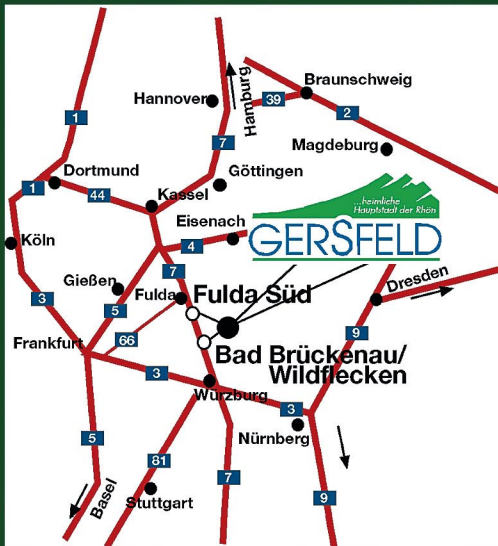 Braunschweig
Hannover
Hamburg
39
2
1
7
Magdeburg
Dortmund
Göttingen
1
44
Kassel
...heimliche
Hauptstadt der Rhön
GERSFELD
Eisenach
4
Köln
7
Gießen
Dresden
3
5
Fulda
Fulda Süd
9
66
Frankfurt
Bad Brückenau/
Wildflecken
3
Würzburg
3
Nürnberg
5
81
7
Stuttgart
9
Basel